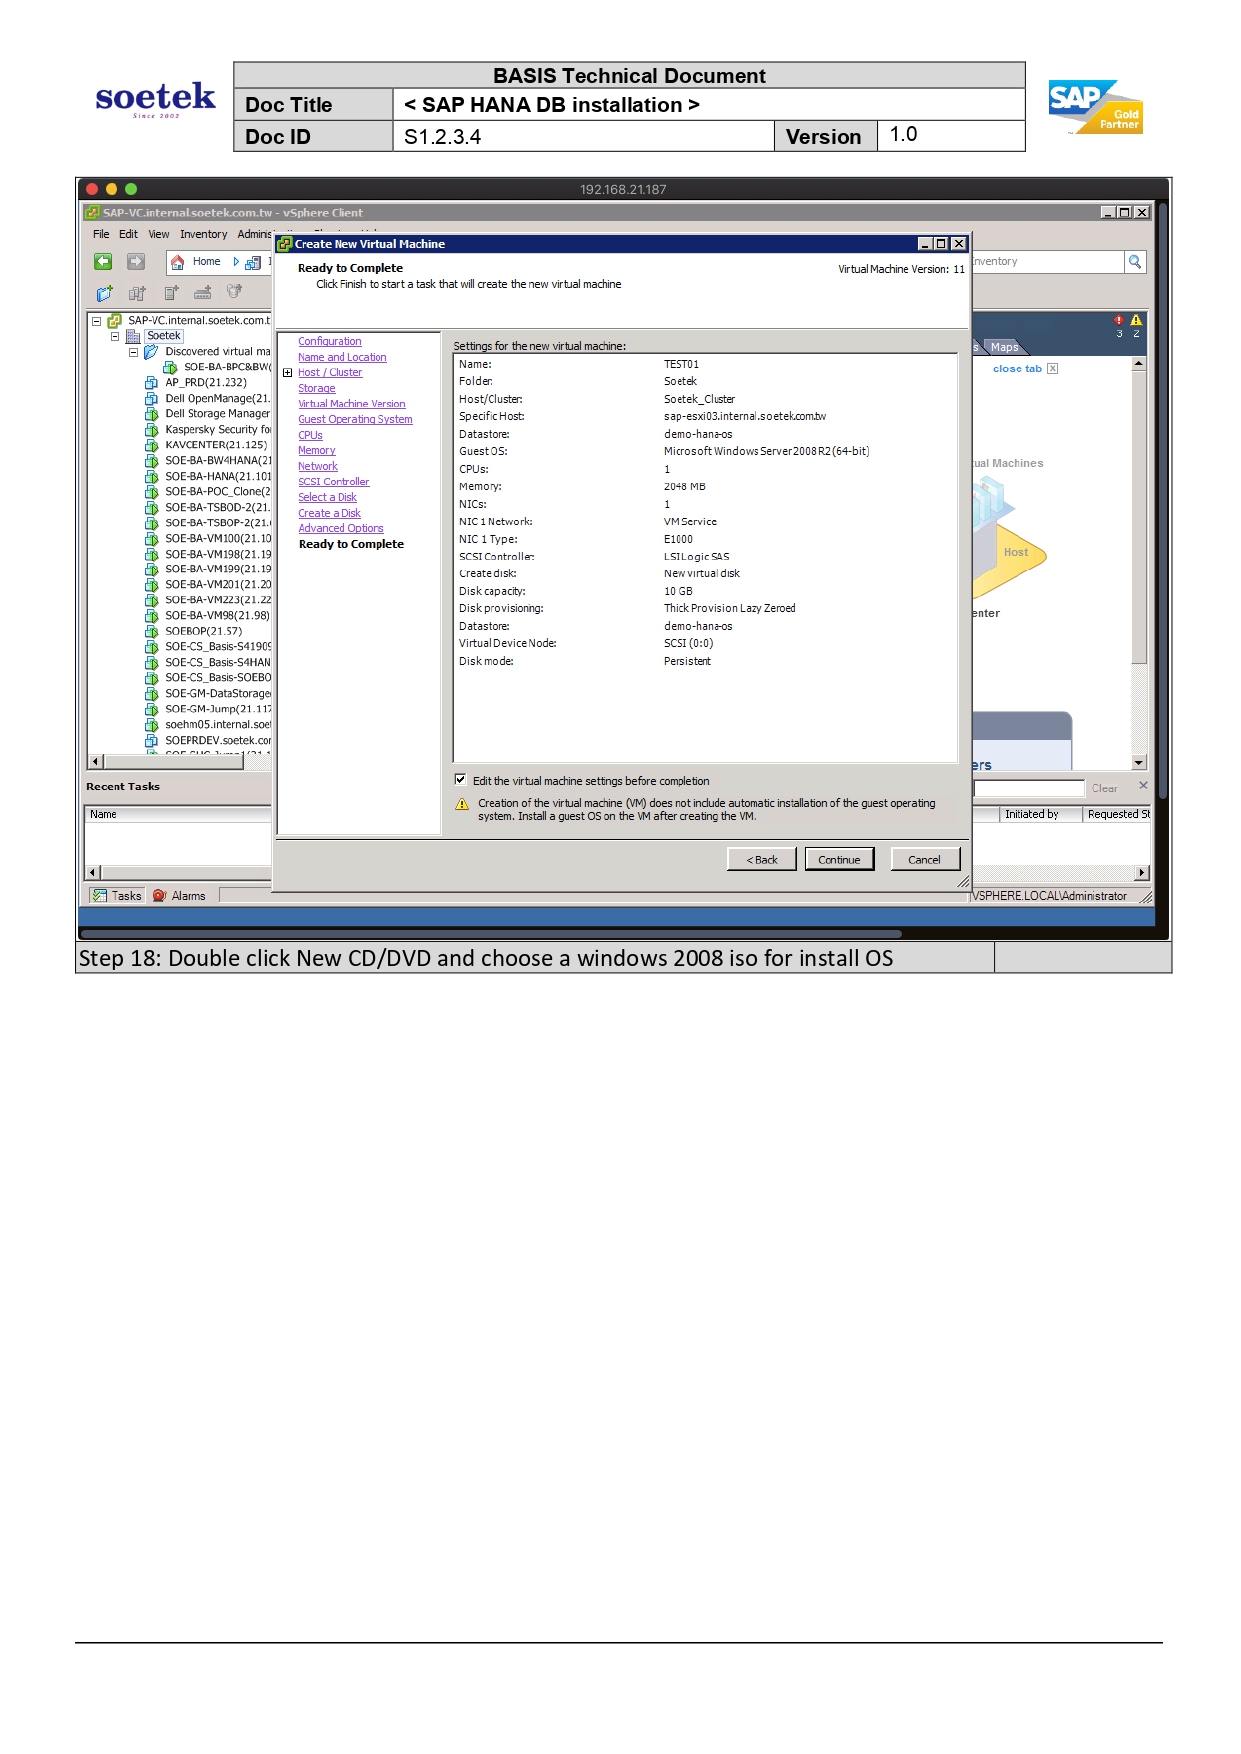 soetek
Since 2002
BASIS Technical Document
Doc Title < SAP HANA DB installation >
Doc ID S1.2.3.4 Version 1.0
SAP Gold Partner
192.168.21.187
SAP-VC.internal.soetek.com.tw - vSphere Client
File Edit View Inventory
Home
Inventory
Create New Virtual Machine
Ready to Complete
Click Finish to start a task that will create the new virtual machine
Virtual Machine Version: 11
SAP-VC.internal.soetek.com.t
Soetek
Discovered virtual ma
SOE-BA-BPC&BW(
AP_PRD(21.232)
Dell OpenManage(21.
Dell Storage Manager
Kaspersky Security fo
KAVCENTER(21.125)
SOE-BA-BW4HANA(21
SOE-BA-HANA(21.101
SOE-BA-POC_Clone(2
SOE-BA-TSBOD-2(21.
SOE-BA-TSBOP-2(21.
SOE-BA-VM100(21.10
SOE-BA-VM198(21.19
SOE-BA-VM199(21.19
SOE-BA-VM201(21.20
SOE-BA-VM223(21.22
SOE-BA-VM98(21.98)
SOEBOP(21.57)
SOE-CS_Basis-S41909
SOE-CS_Basis-S4HAN
SOE-CS_Basis-SOEBO
SOE-GM-DataStorage
SOE-GM-Jump(21.117
soehm05.internal.soe
SOEPRDEV.soetek.cor
Configuration
Name and Location
Host / Cluster
Storage
Virtual Machine Version
Guest Operating System
CPUs
Memory
Network
SCSI Controller
Select a Disk
Create a Disk
Advanced Options
Ready to Complete
Settings for the new virtual machine:
Name: TEST01
Folder: Soetek
Host/Cluster: Soetek_Cluster
Specific Host: sap-esxi03.internal.soetek.com.tw
Datastore: demo-hana-os
Guest OS: Microsoft Windows Server 2008 R2 (64-bit)
CPUs: 1
Memory: 2048 MB
NICs: 1
NIC 1 Network: VM Service
NIC 1 Type: E1000
SCSI Controller: LSI Logic SAS
Create disk: New virtual disk
Disk capacity: 10 GB
Disk provisioning: Thick Provision Lazy Zeroed
Datastore: demo-hana-os
Virtual Device Node: SCSI (0:0)
Disk mode: Persistent
Edit the virtual machine settings before completion
Creation of the virtual machine (VM) does not include automatic installation of the guest operating
system. Install a guest OS on the VM after creating the VM.
< Back Continue Cancel
3 2
s Maps
close tab
ual Machines
Host
enter
ers
Recent Tasks
Clear
Name Initiated by Requested St
Tasks Alarms
VSPHERE.LOCAL\Administrator
Step 18: Double click New CD/DVD and choose a windows 2008 iso for install OS